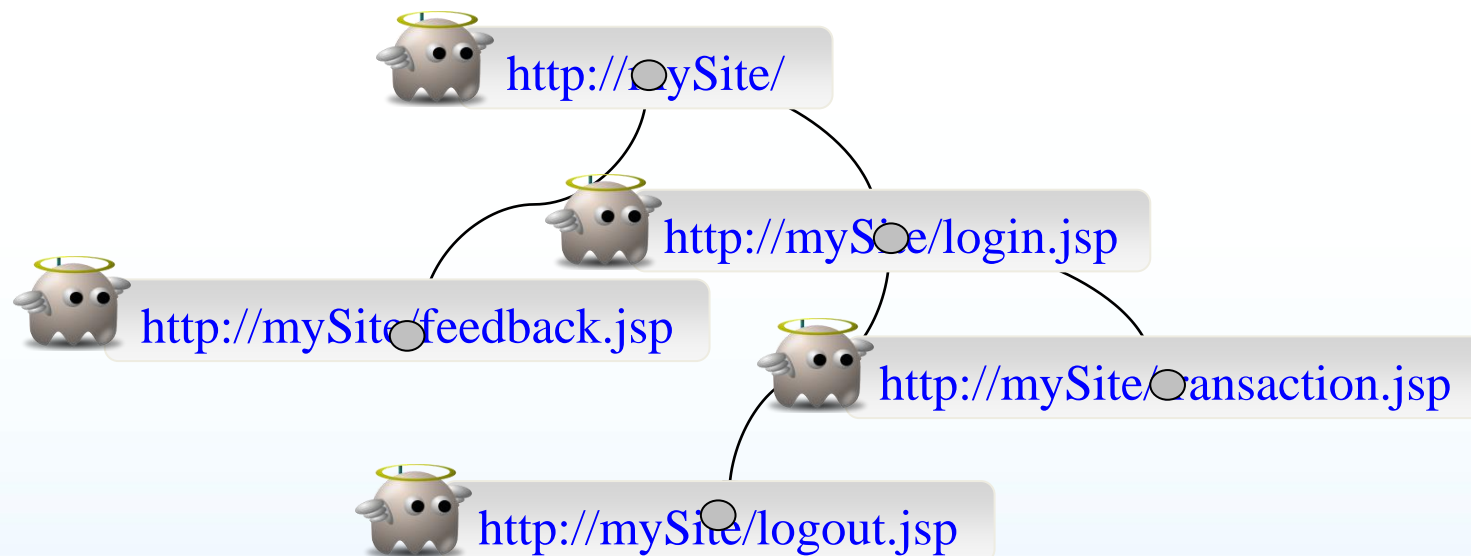 http://mySite/
http://mySite/login.jsp
http://mySite/feedback.jsp
http://mySite/transaction.jsp
http://mySite/logout.jsp